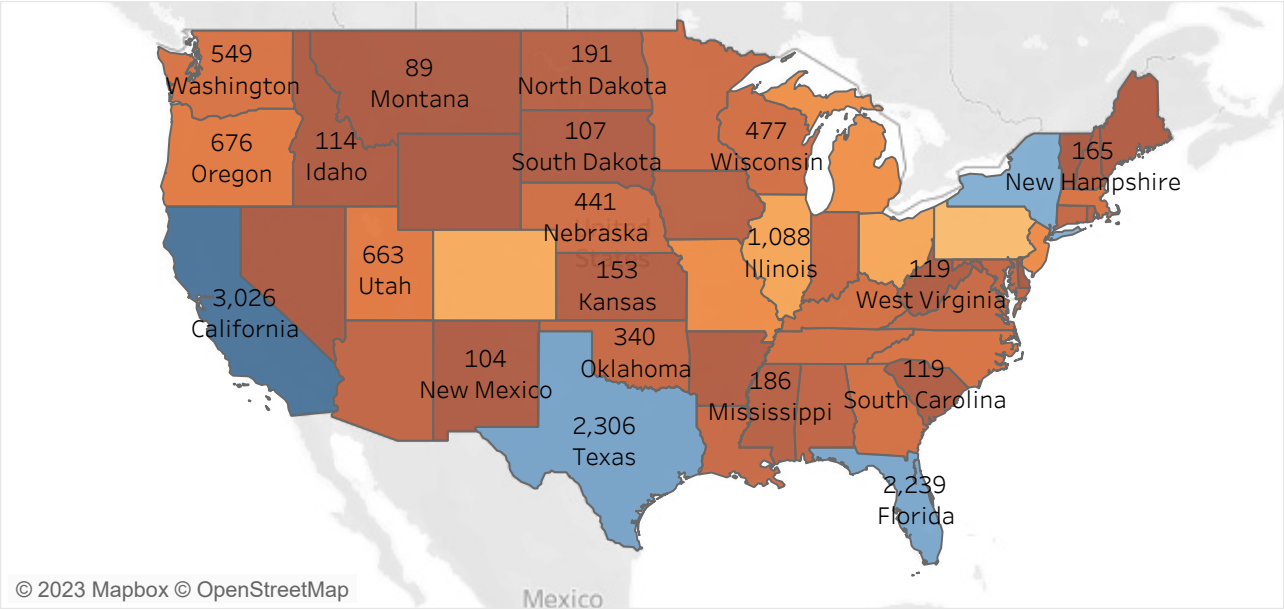 549
Washington
89
Montana
191
North Dakota
676
Oregon
114
Idaho
107
South Dakota
477
Wisconsin
165
New Hampshire
441
Nebraska
United
States
663
Utah
153
Kansas
1,088
Illinois
119
West Virginia
3,026
California
104
New Mexico
340
Oklahoma
186
Mississippi
119
South Carolina
2,306
Texas
2,239
Florida
© 2023 Mapbox © OpenStreetMap
Mexico